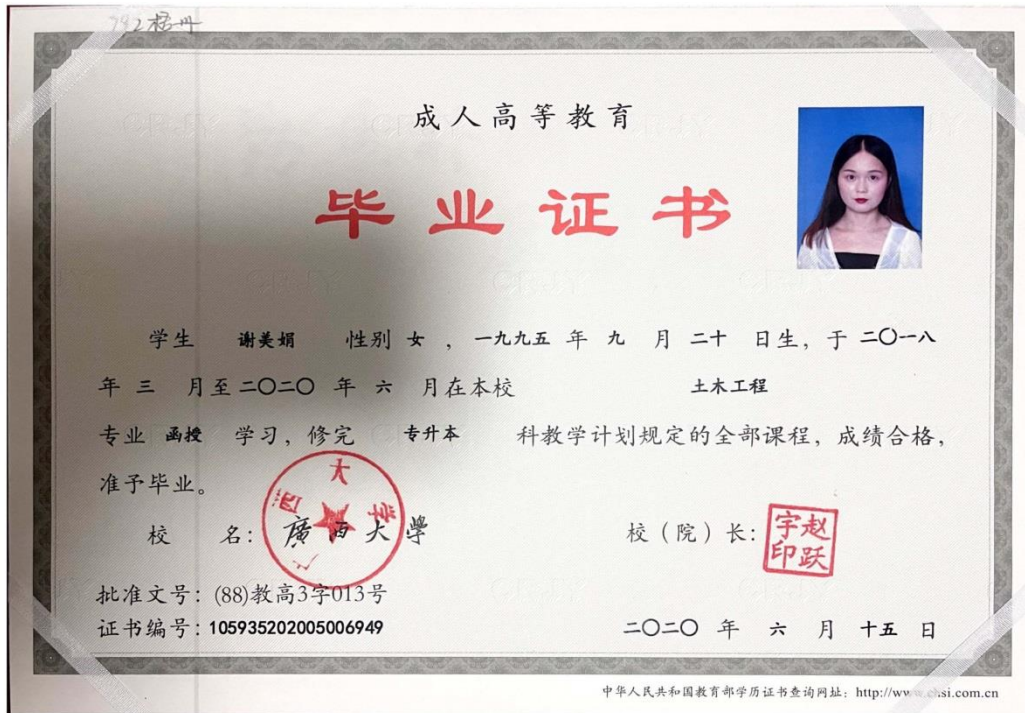 成人高等教育
毕业证书
学生 谢美娟 性别 女 ，一九九五 年 九 月 二十 日生，于 二〇一八
年 三 月至 二〇二〇 年 六 月在本校 土木工程
专业 函授 学习，修完 专升本 科教学计划规定的全部课程，成绩合格，
准予毕业。
广西大学
校 名：廣西大學
校（院）长：
赵跃宇印
批准文号：(88)教高3字013号
证书编号：105935202005006949
二〇二〇 年 六 月 十五 日
中华人民共和国教育部学历证书查询网址：http://www.chsi.com.cn